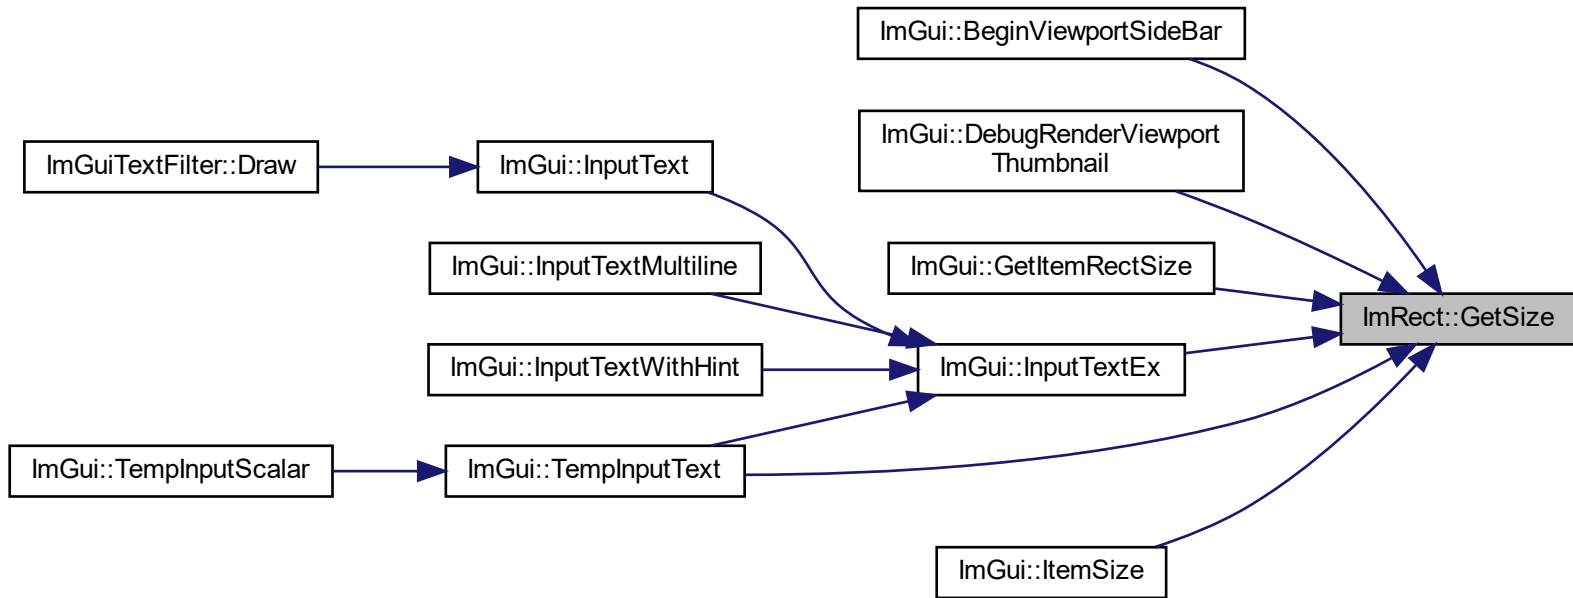 ImGui::BeginViewportSideBar
ImGui::DebugRenderViewport
Thumbnail
ImGuiTextFilter::Draw
ImGui::InputText
ImGui::InputTextMultiline
ImGui::GetItemRectSize
ImRect::GetSize
ImGui::InputTextWithHint
ImGui::InputTextEx
ImGui::TempInputScalar
ImGui::TempInputText
ImGui::ItemSize